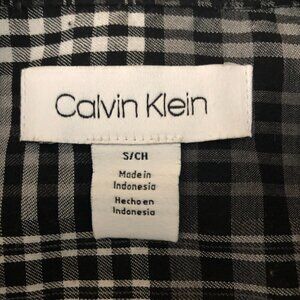 Calvin Klein
S/CH
Made in
Indonesia
Hecho en
Indonesia